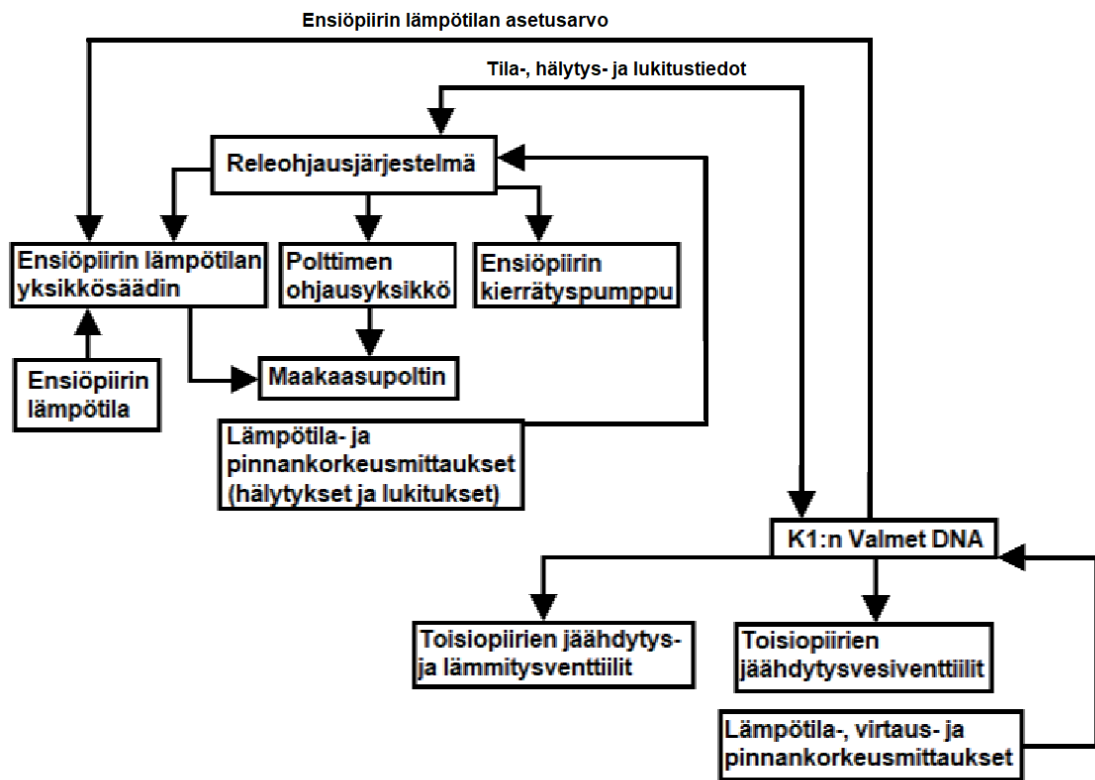 Ensiöpiirin lämpötilan asetusarvo
Tila-, hälytys- ja lukitustiedot
Releohjausjärjestelmä
Ensiöpiirin lämpötilan
yksikkösäädin
Polttimen
ohjausyksikkö
Ensiöpiirin
kierrätyspumppu
Ensiöpiirin
lämpötila
Maakaasupoltin
Lämpötila- ja
pinnankorkeusmittaukset
(hälytykset ja lukitukset)
K1:n Valmet DNA
Toisiopiirien jäähdytys-
ja lämmitysventtiilit
Toisiopiirien
jäähdytysvesiventtiilit
Lämpötila-, virtaus- ja
pinnankorkeusmittaukset